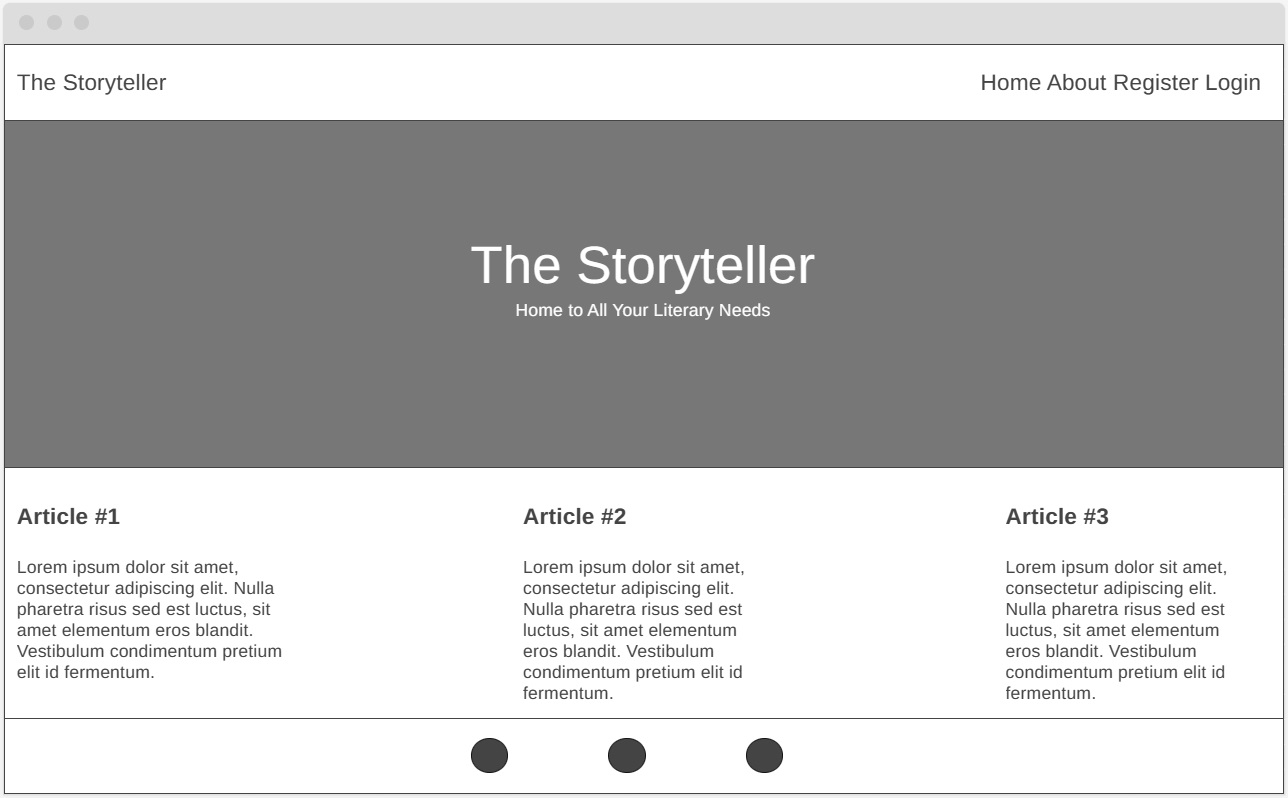 The Storyteller
Home About Register Login
The Storyteller
Home to All Your Literary Needs
Article #1
Lorem ipsum dolor sit amet,
consectetur adipiscing elit. Nulla
pharetra risus sed est luctus, sit
amet elementum eros blandit.
Vestibulum condimentum pretium
elit id fermentum.
Article #2
Lorem ipsum dolor sit amet,
consectetur adipiscing elit.
Nulla pharetra risus sed est
luctus, sit amet elementum
eros blandit. Vestibulum
condimentum pretium elit id
fermentum.
Article #3
Lorem ipsum dolor sit amet,
consectetur adipiscing elit.
Nulla pharetra risus sed est
luctus, sit amet elementum
eros blandit. Vestibulum
condimentum pretium elit id
fermentum.